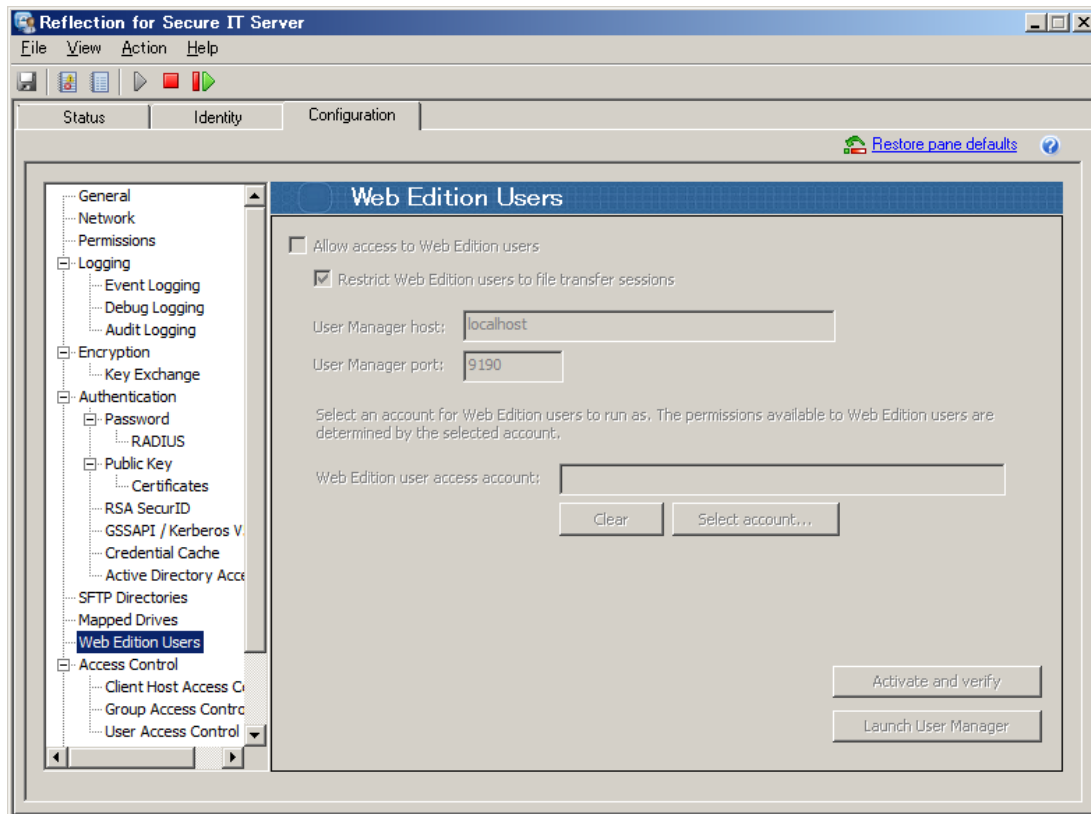 Reflection for Secure IT Server
File View Action Help
Status Identity Configuration
Restore pane defaults
General
Network
Permissions
Logging
Event Logging
Debug Logging
Audit Logging
Encryption
Key Exchange
Authentication
Password
RADIUS
Public Key
Certificates
RSA SecurID
GSSAPI / Kerberos V
Credential Cache
Active Directory Acce
SFTP Directories
Mapped Drives
Web Edition Users
Access Control
Client Host Access C
Group Access Contro
User Access Control
Web Edition Users
Allow access to Web Edition users
Restrict Web Edition users to file transfer sessions
User Manager host: localhost
User Manager port: 9190
Select an account for Web Edition users to run as. The permissions available to Web Edition users are
determined by the selected account.
Web Edition user access account:
Clear Select account...
Activate and verify
Launch User Manager